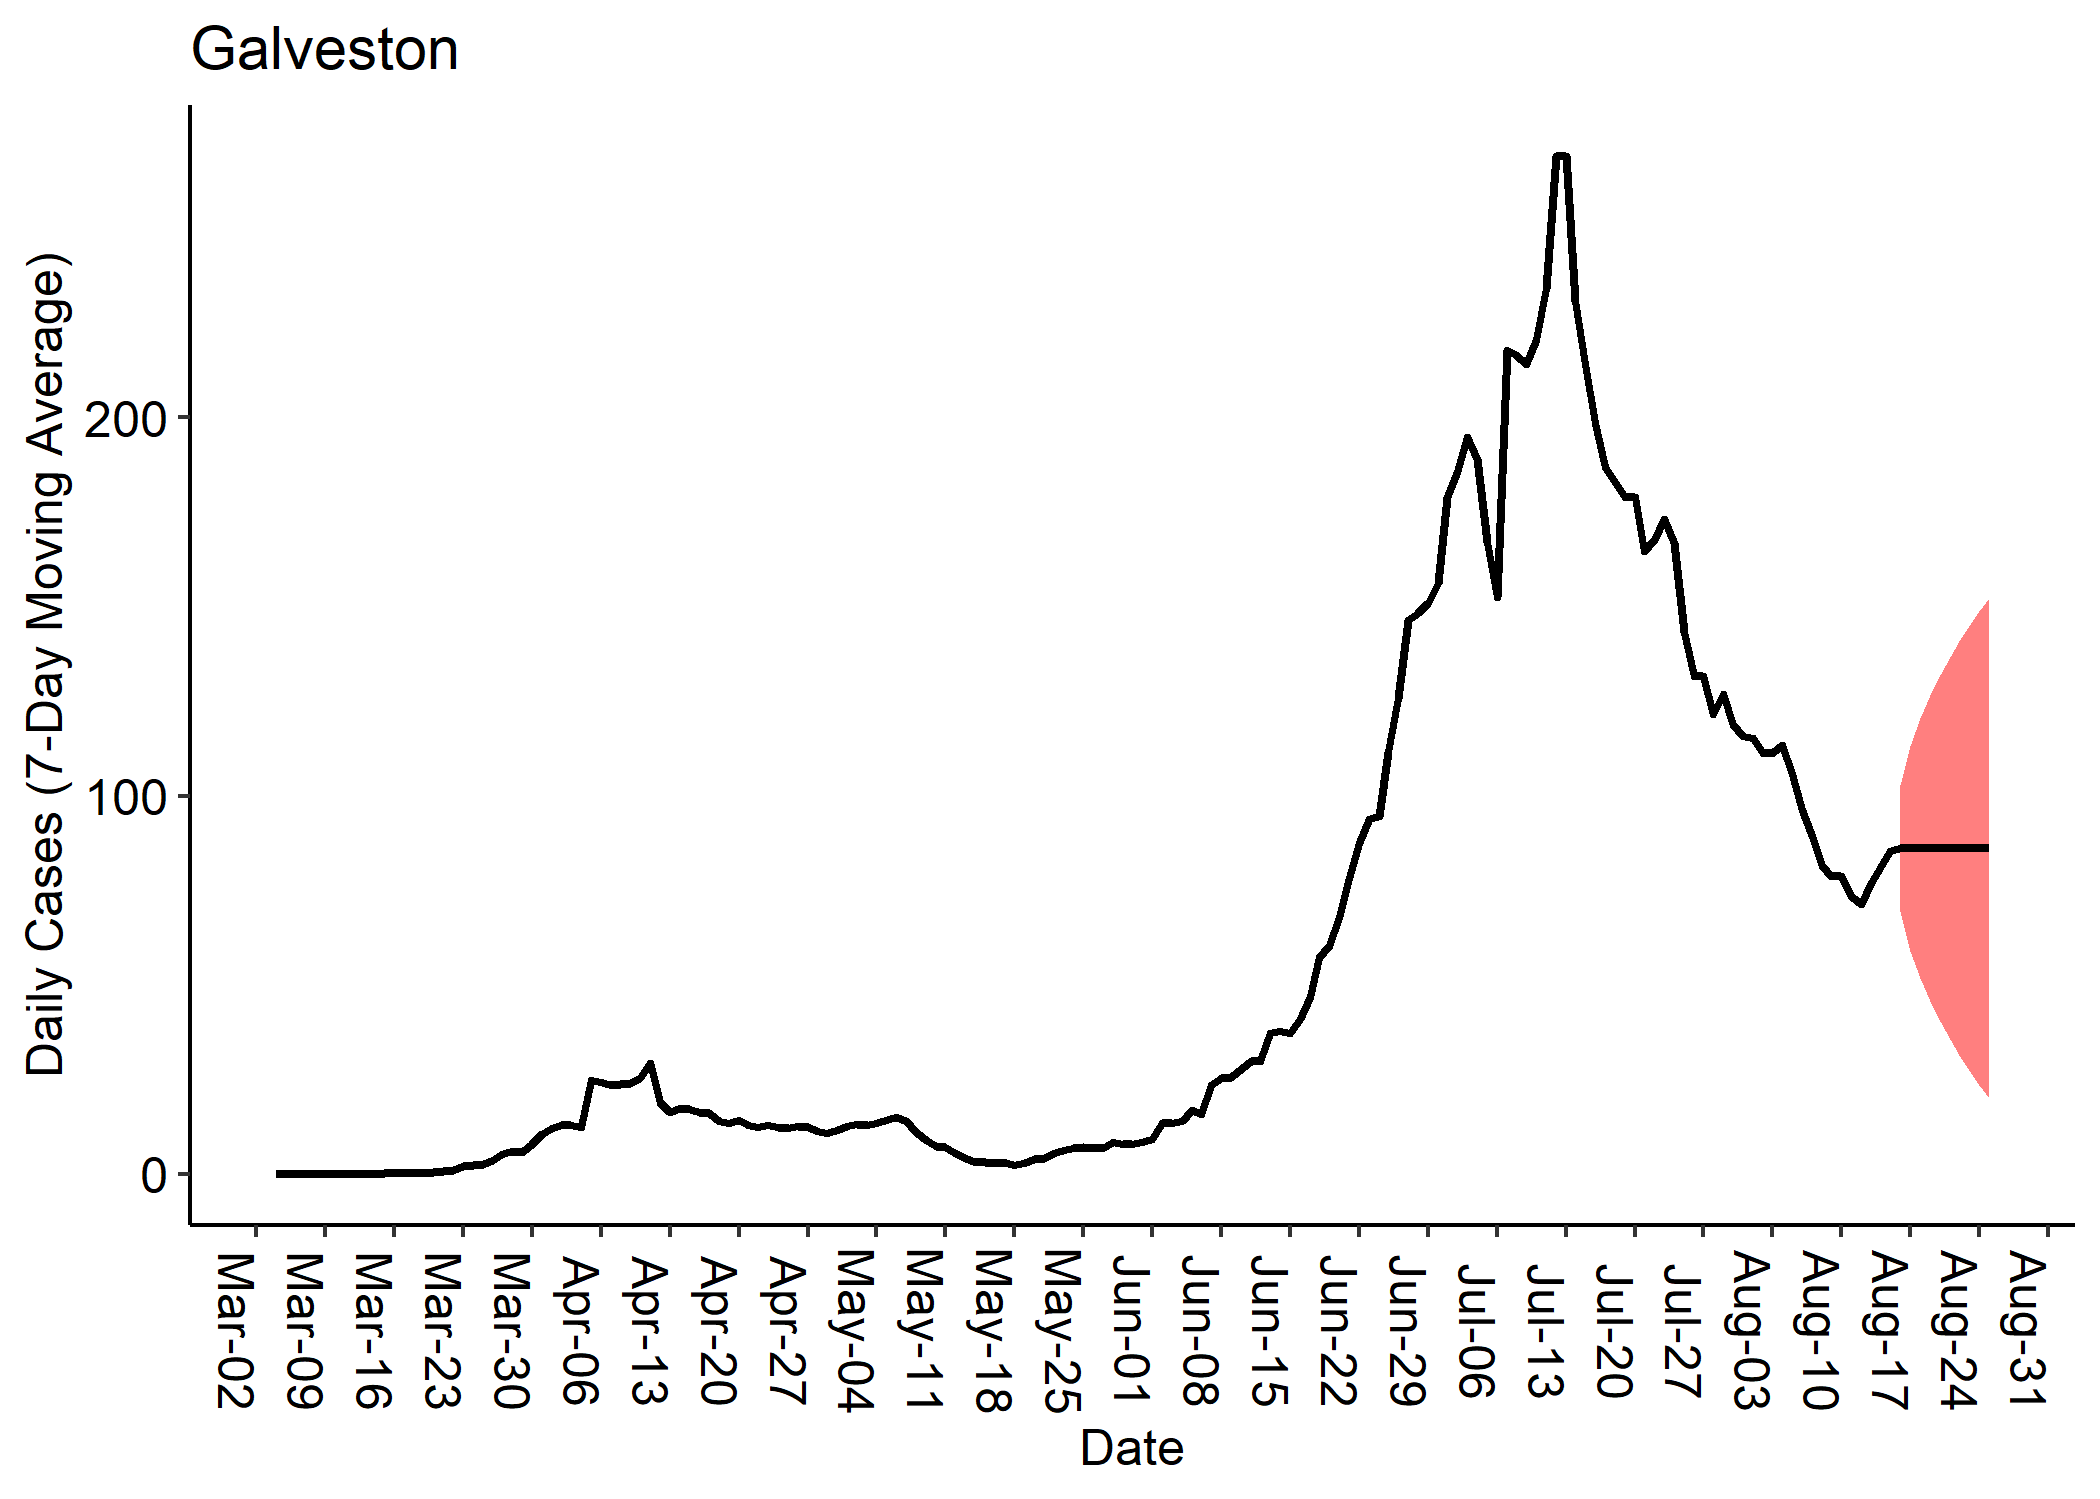 Galveston
Daily Cases (7-Day Moving Average)
200
100
0
Mar-02
Mar-09
Mar-16
Mar-23
Mar-30
Apr-06
Apr-13
Apr-20
Apr-27
May-04
May-11
May-18
May-25
Jun-01
Jun-08
Jun-15
Jun-22
Jun-29
Jul-06
Jul-13
Jul-20
Jul-27
Aug-03
Aug-10
Aug-17
Aug-24
Aug-31
Date